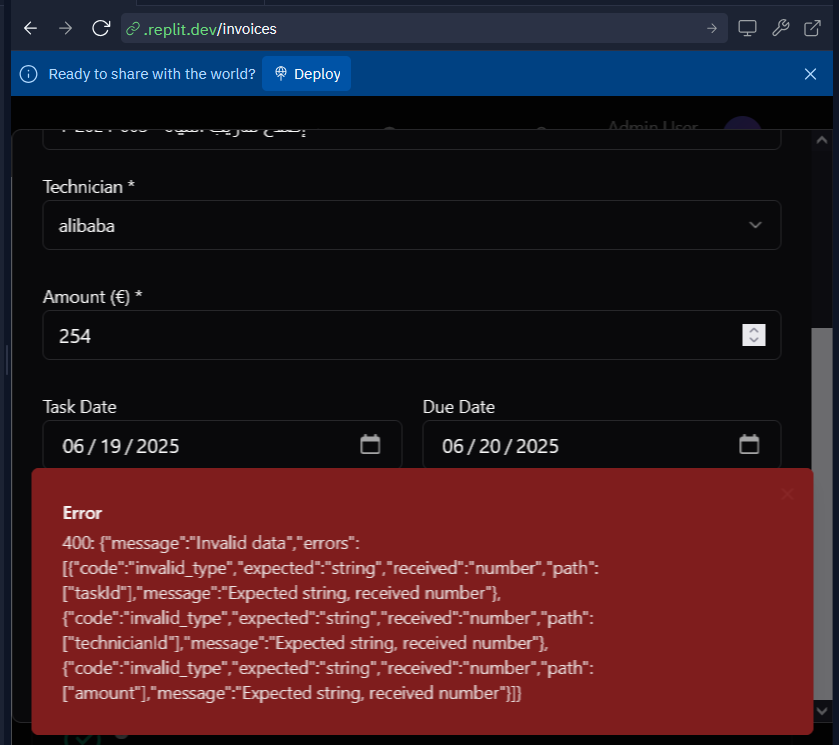 .replit.dev/invoices
Ready to share with the world?
Deploy
Admin User
Technician *
alibaba
Amount (€) *
254
Task Date
Due Date
06/19/2025
06/20/2025
Error
400: {"message":"Invalid data","errors":
[{"code":"invalid_type","expected":"string","received":"number","path":
["taskId"],"message":"Expected string, received number"},
{"code":"invalid_type","expected":"string","received":"number","path":
["technicianId"],"message":"Expected string, received number"},
{"code":"invalid_type","expected":"string","received":"number","path":
["amount"],"message":"Expected string, received number"}]}